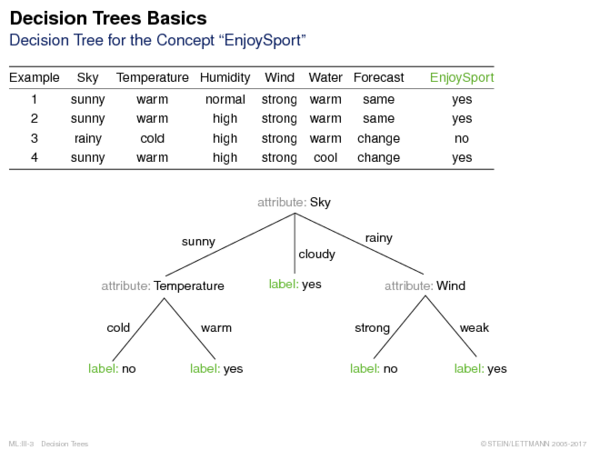 Decision Trees Basics
Decision Tree for the Concept “EnjoySport”
Example Sky Temperature Humidity Wind Water Forecast EnjoySport
1 sunny warm normal strong warm same yes
2 sunny warm high strong warm same yes
3 rainy cold high strong warm change no
4 sunny warm high strong cool change yes
attribute: Sky
sunny
cloudy
rainy
attribute: Temperature
label: yes
attribute: Wind
cold
warm
strong
weak
label: no
label: yes
label: no
label: yes
ML:III-3 Decision Trees
© STEIN/LETTMANN 2005-2017